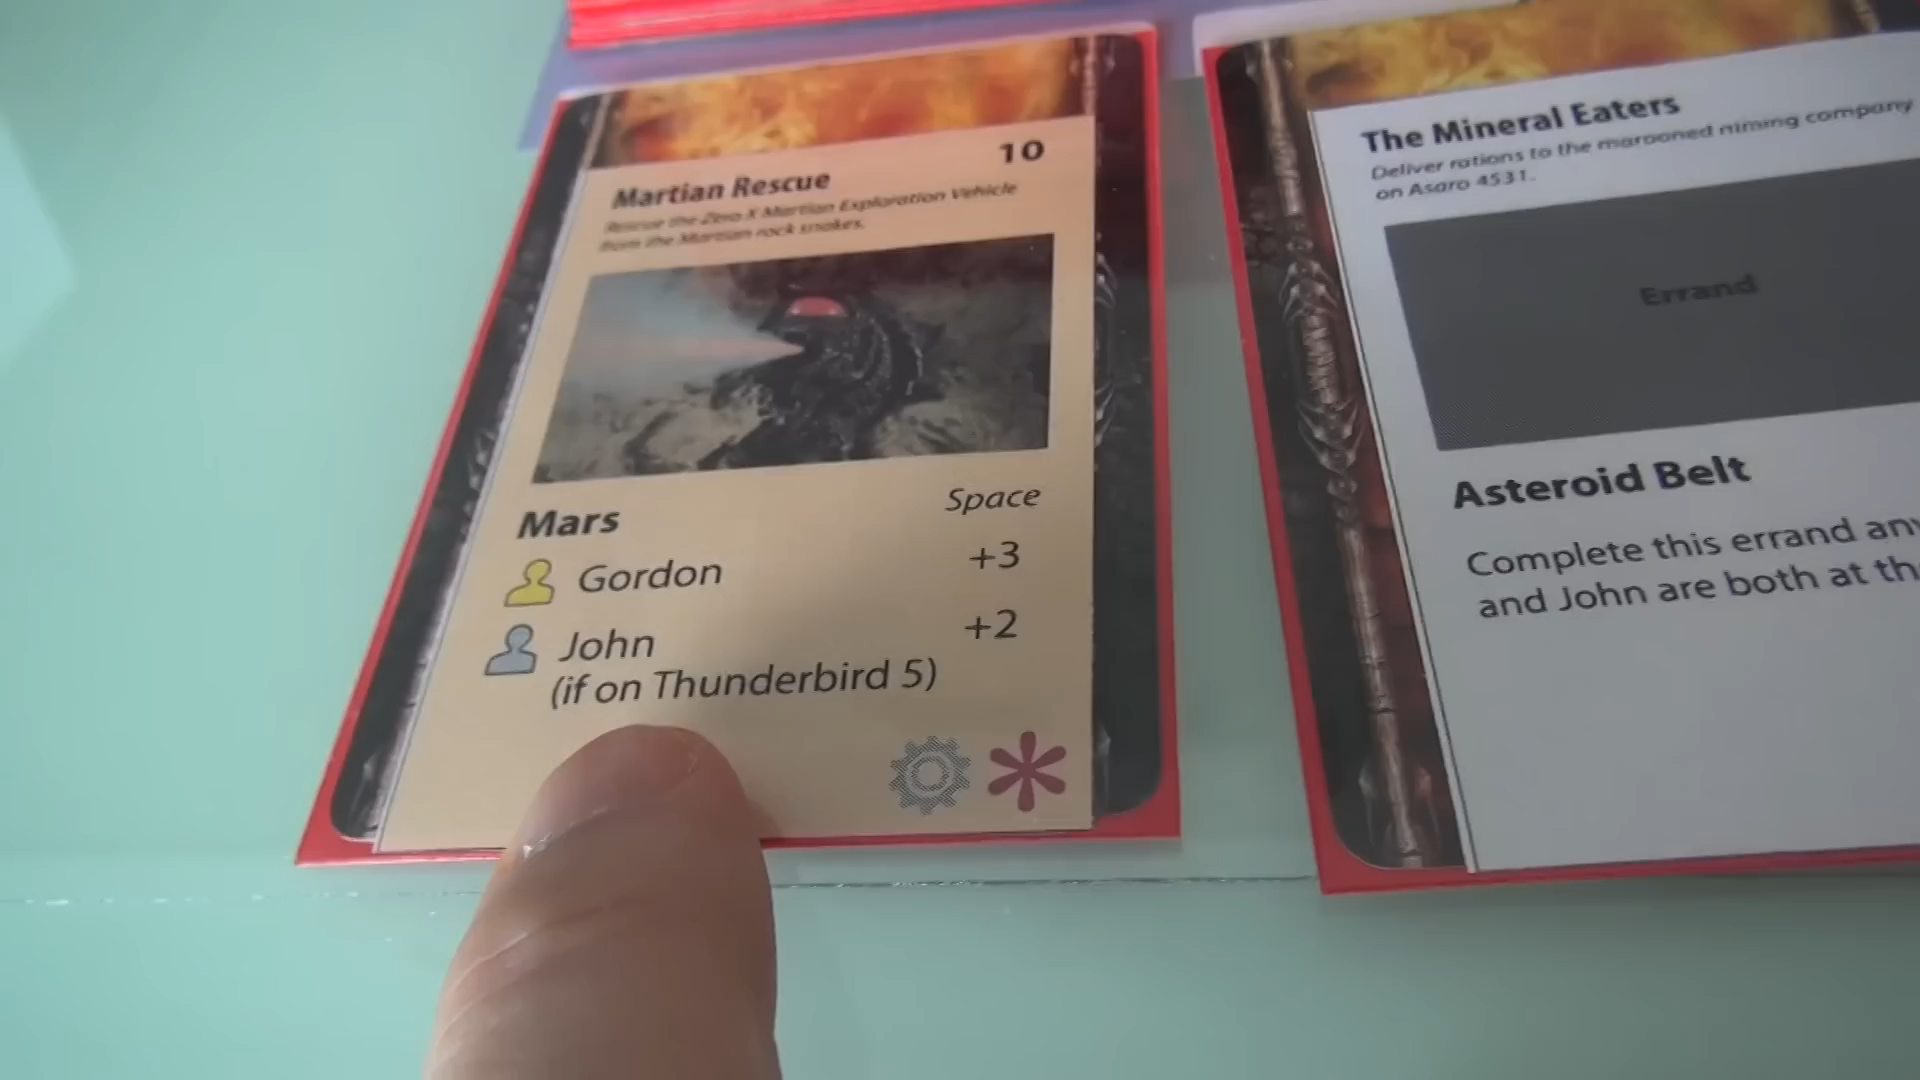 Martian Rescue
10
Rescue the Zero X Martian Exploration Vehicle
from the Martian rock snakes.
Mars
Space
Gordon
+3
John
+2
(if on Thunderbird 5)
The Mineral Eaters
Deliver rations to the marooned mining company
on Asaro 4531.
Errand
Asteroid Belt
Complete this errand an
and John are both at th